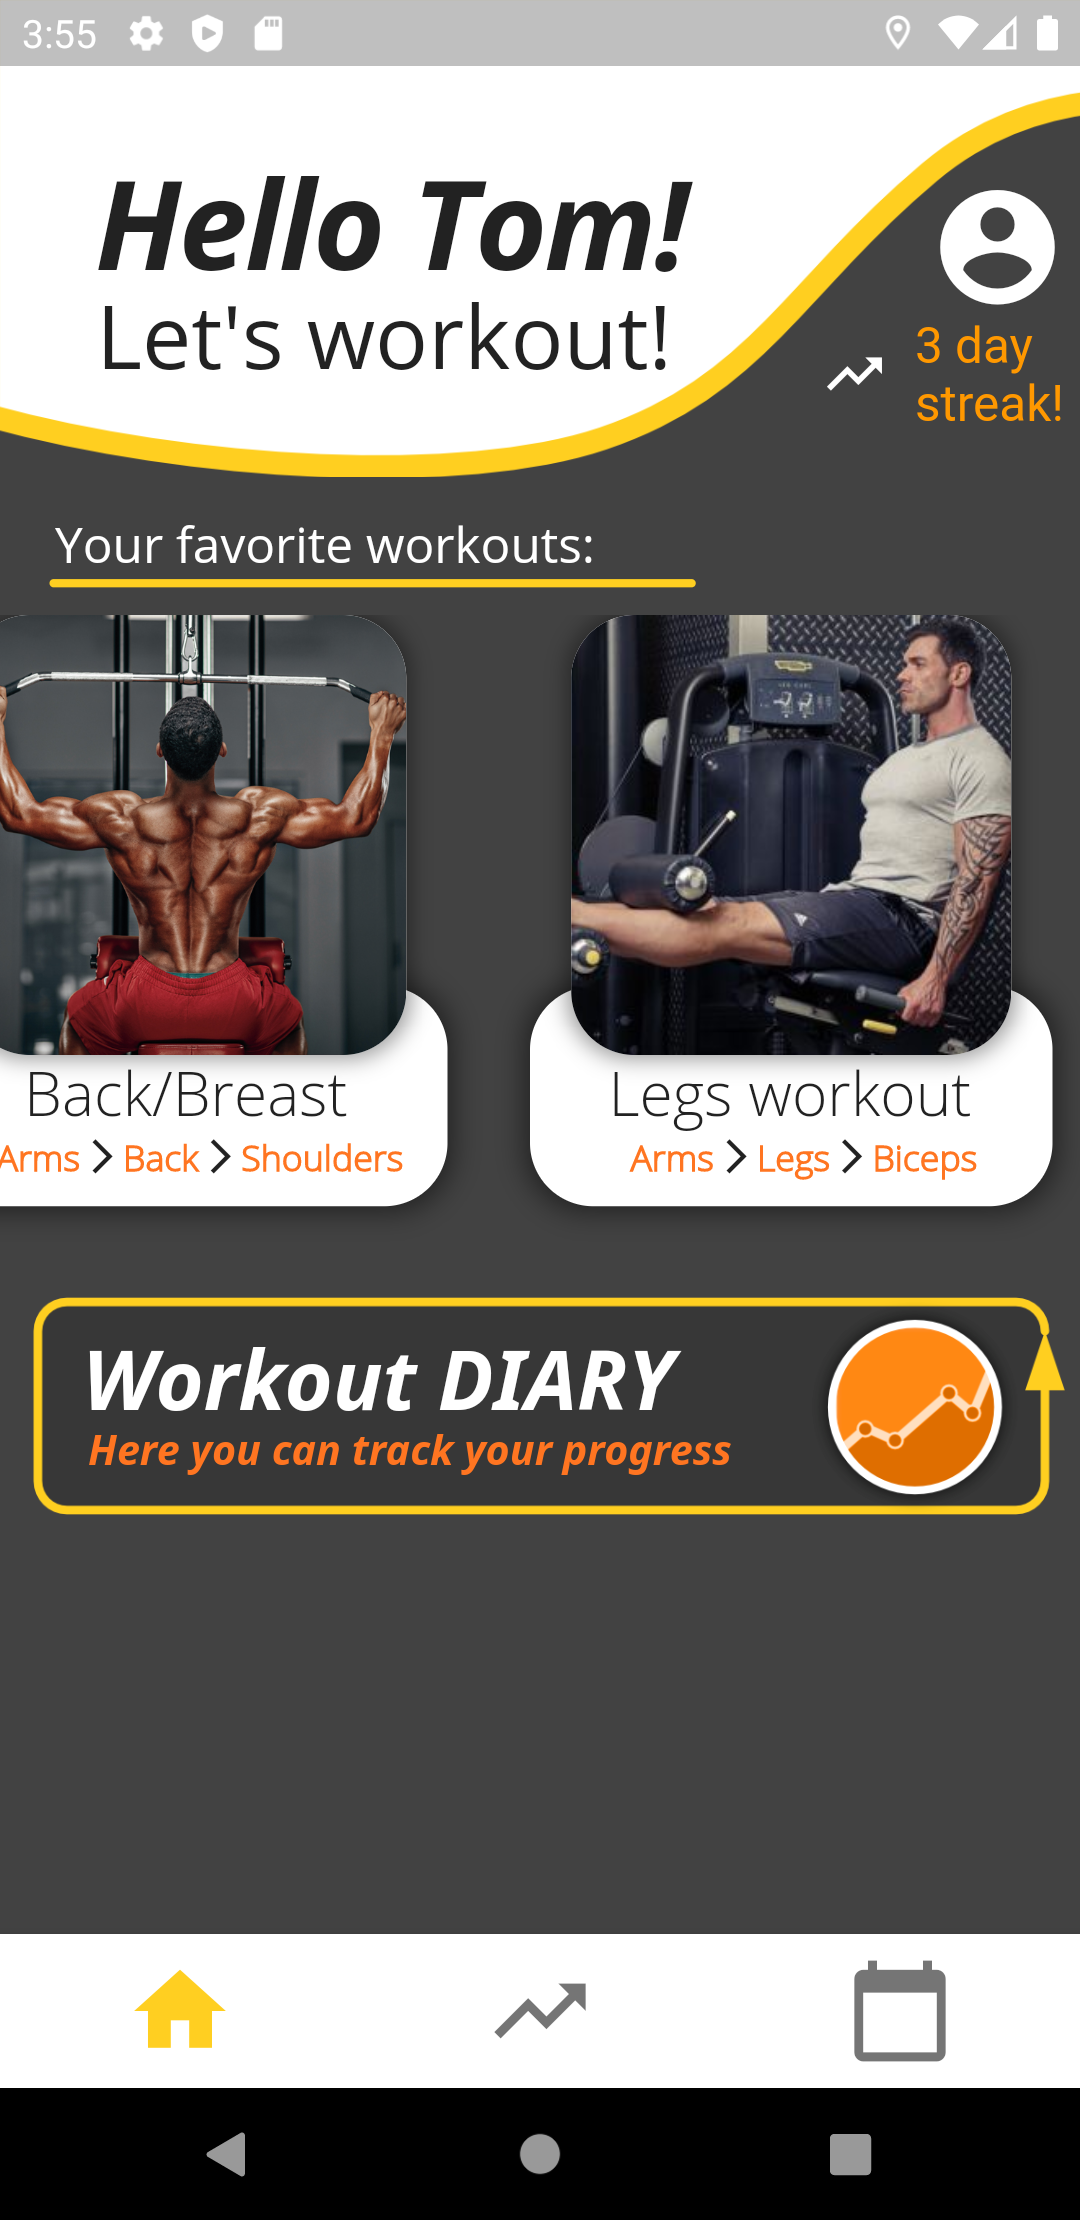 3:55
Hello Tom!
Let's workout!
3 day
streak!
Your favorite workouts:
Back/Breast
Arms > Back > Shoulders
Legs workout
Arms > Legs > Biceps
Workout DIARY
Here you can track your progress